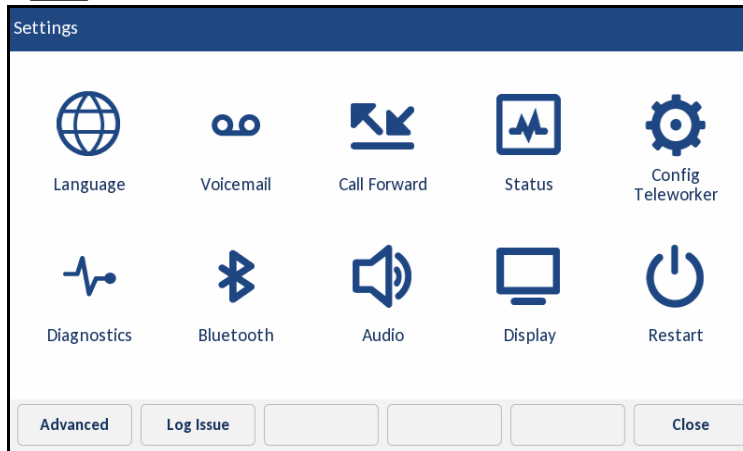 Settings
Language
Voicemail
Call Forward
Status
Config
Teleworker
Diagnostics
Bluetooth
Audio
Display
Restart
Advanced
Log Issue
Close